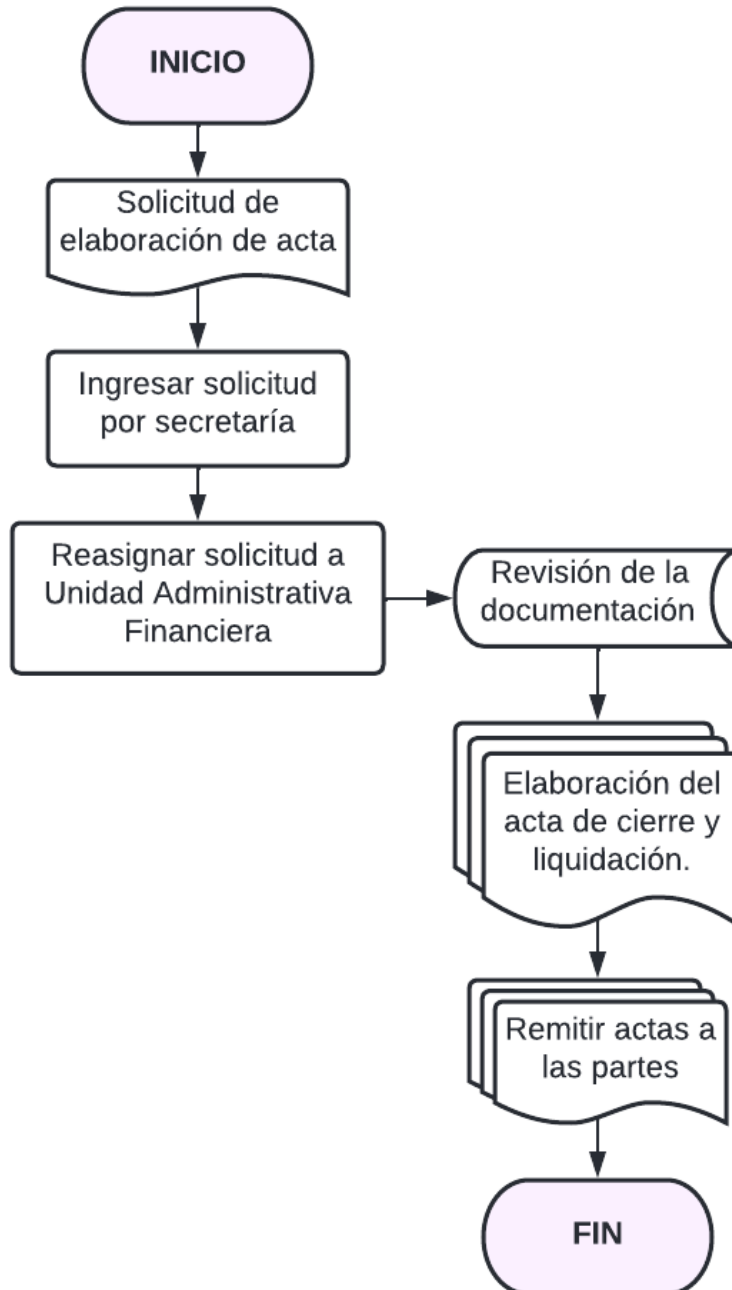 INICIO
Solicitud de
elaboración de acta
Ingresar solicitud
por secretaría
Reasignar solicitud a
Unidad Administrativa
Financiera
Revisión de la
documentación
Elaboración del
acta de cierre y
liquidación.
Remitir actas a
las partes
FIN